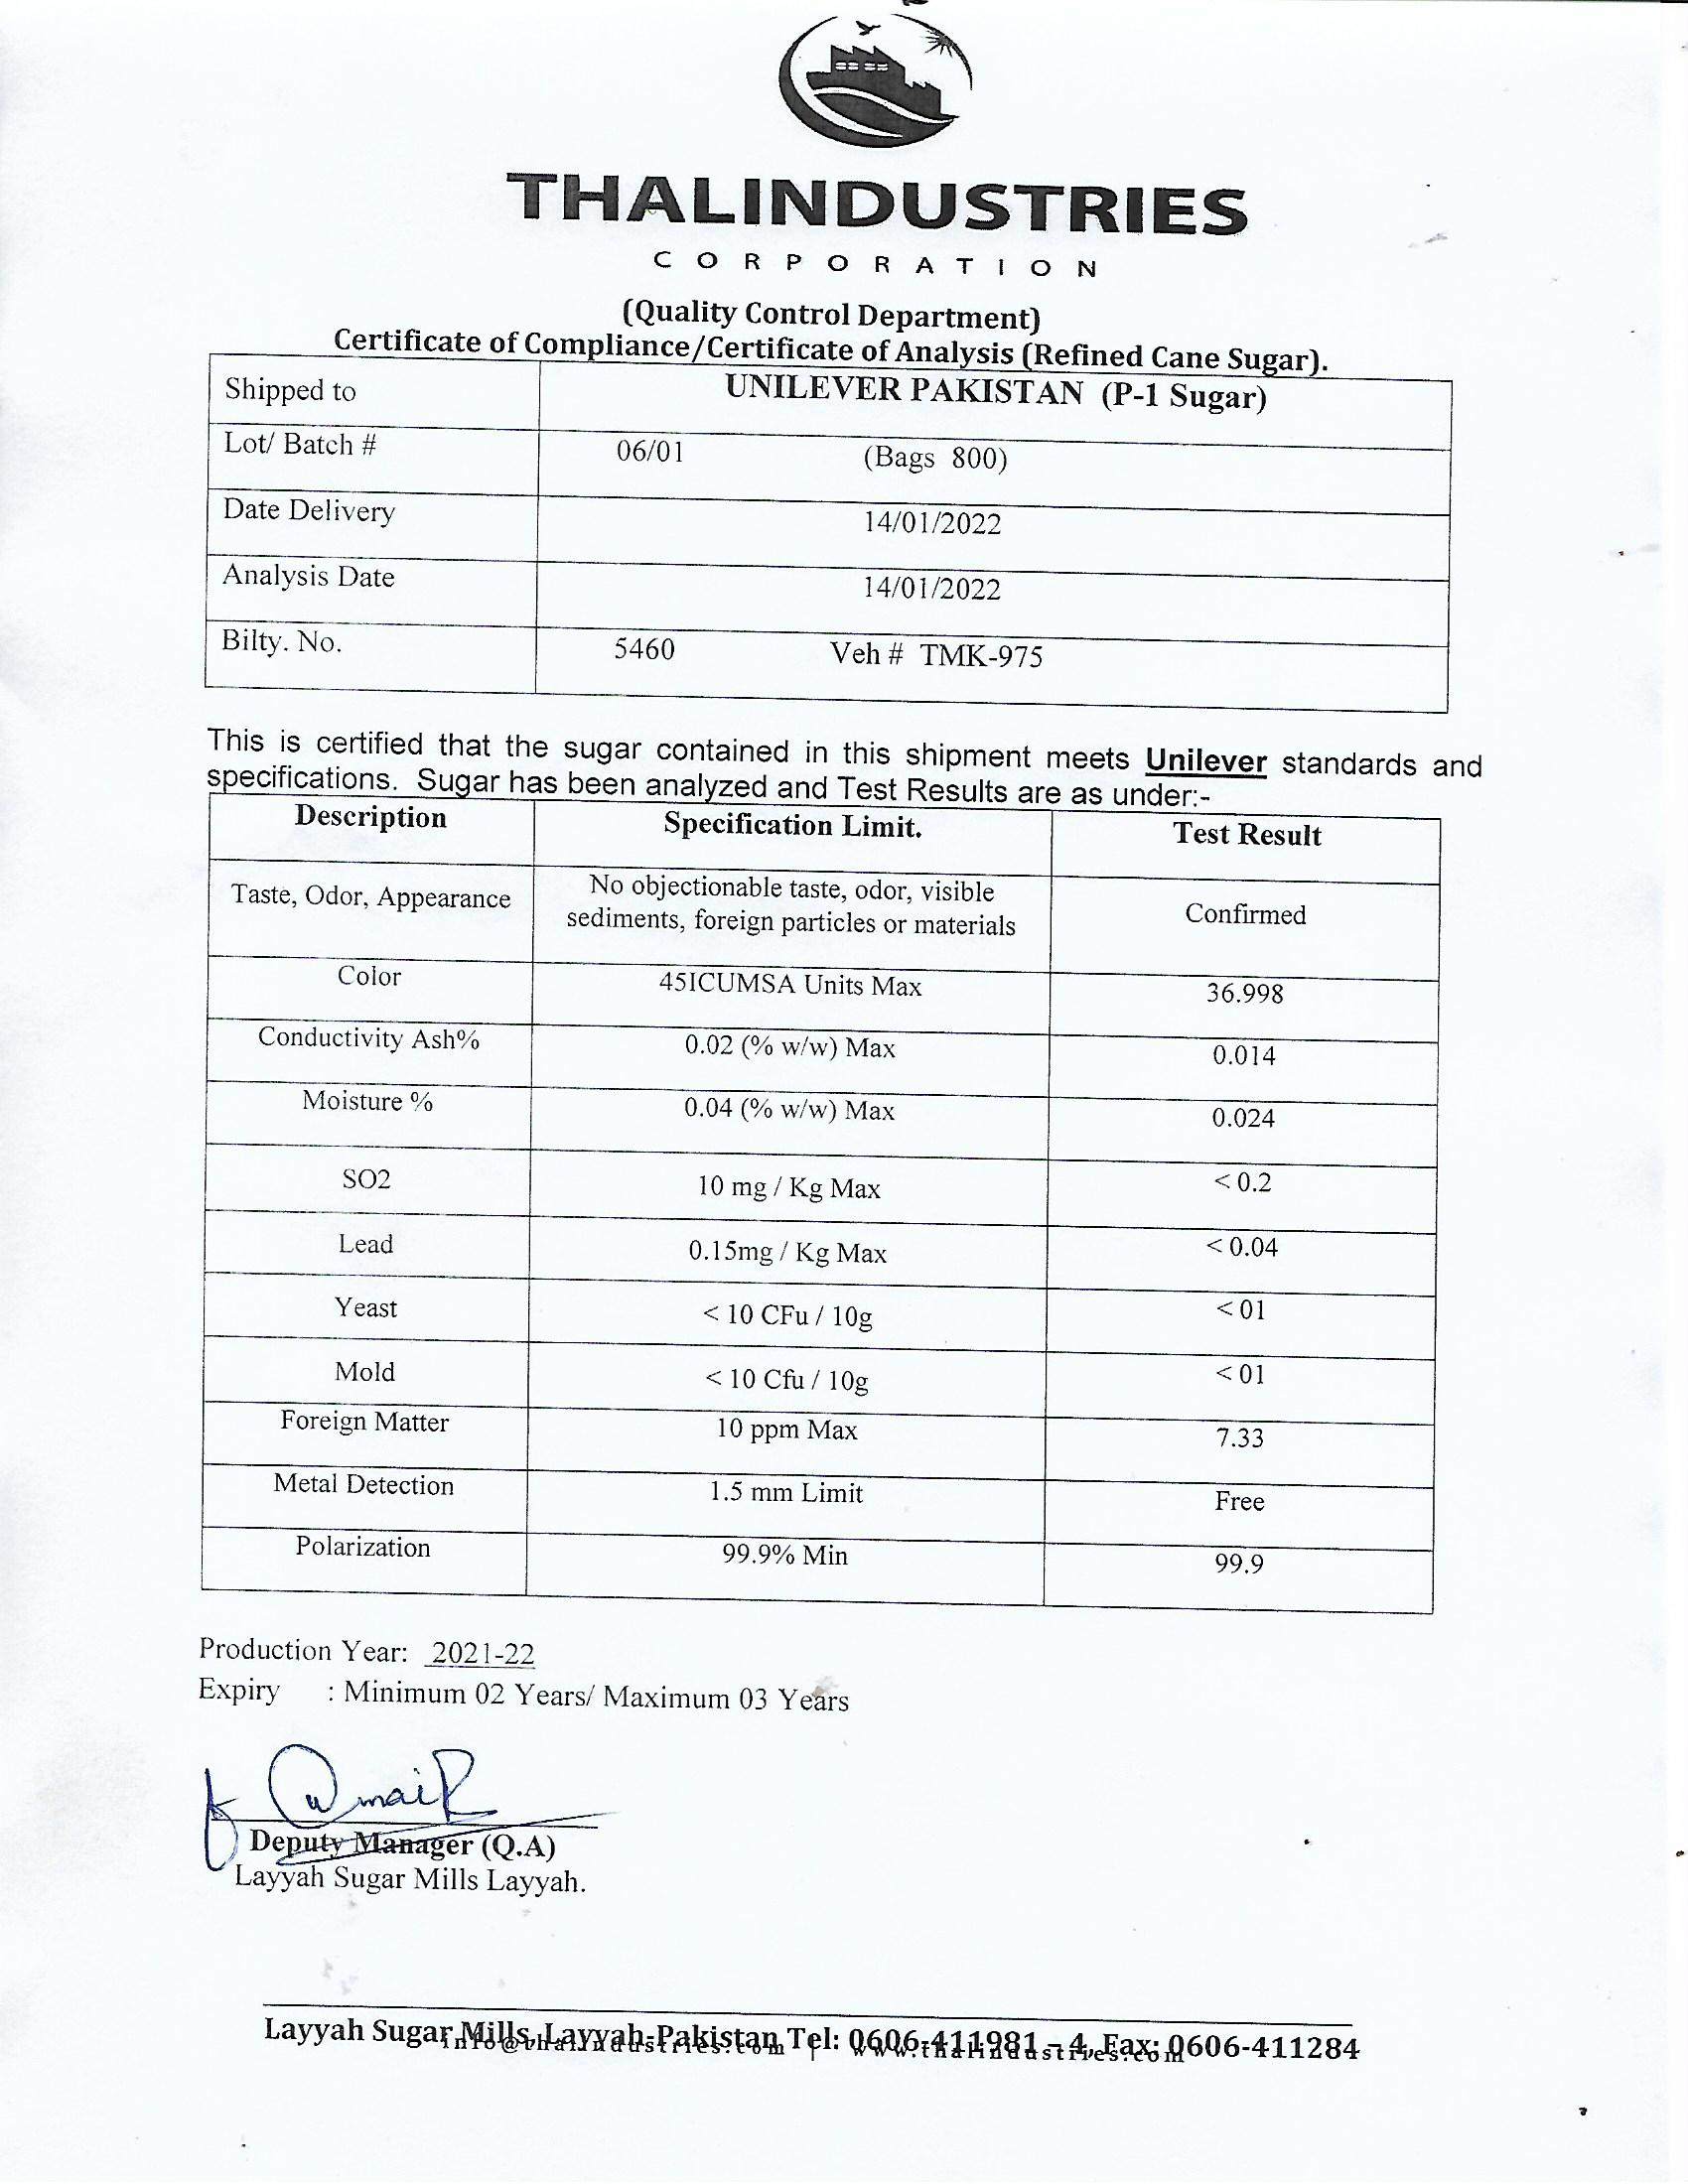 THALINDUSTRIES
CORPORATION
(Quality Control Department)
Certificate of Compliance/Certificate of Analysis (Refined Cane Sugar).
Shipped to UNILEVER PAKISTAN (P-1 Sugar)
Lot/ Batch # 06/01 (Bags 800)
Date Delivery 14/01/2022
Analysis Date 14/01/2022
Bilty. No. 5460 Veh # TMK-975
This is certified that the sugar contained in this shipment meets Unilever standards and
specifications. Sugar has been analyzed and Test Results are as under:-
Description Specification Limit. Test Result
Taste, Odor, Appearance No objectionable taste, odor, visible
sediments, foreign particles or materials Confirmed
Color 45ICUMSA Units Max 36.998
Conductivity Ash% 0.02 (% w/w) Max 0.014
Moisture % 0.04 (% w/w) Max 0.024
SO2 10 mg / Kg Max < 0.2
Lead 0.15mg / Kg Max < 0.04
Yeast < 10 CFu / 10g < 01
Mold < 10 Cfu / 10g < 01
Foreign Matter 10 ppm Max 7.33
Metal Detection 1.5 mm Limit Free
Polarization 99.9% Min 99.9
Production Year: 2021-22
Expiry : Minimum 02 Years/ Maximum 03 Years
Deputy Manager (Q.A)
Layyah Sugar Mills Layyah.
Layyah Sugar Mills, Layyah-Pakistan Tel: 0606-411981 – 4, Fax: 0606-411284
info@thalindustries.com | www.thalindustries.com